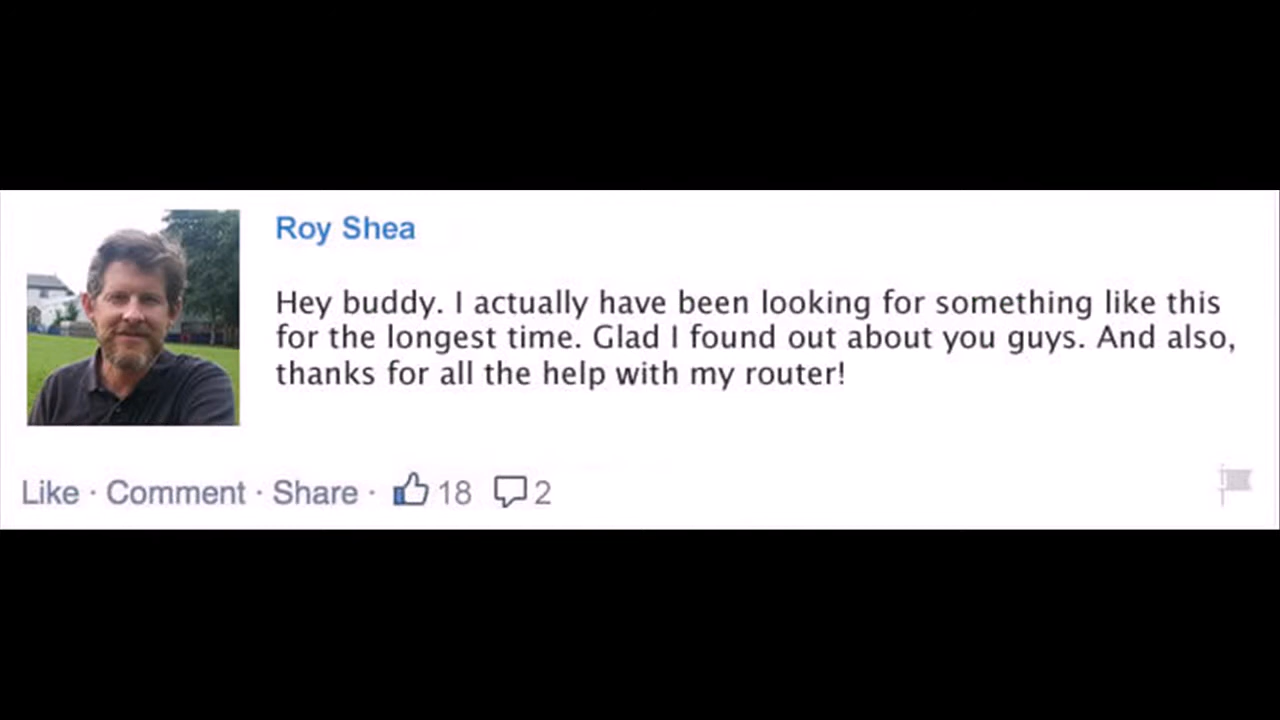 Roy Shea
Hey buddy. I actually have been looking for something like this
for the longest time. Glad I found out about you guys. And also,
thanks for all the help with my router!
Like · Comment · Share · 18 2